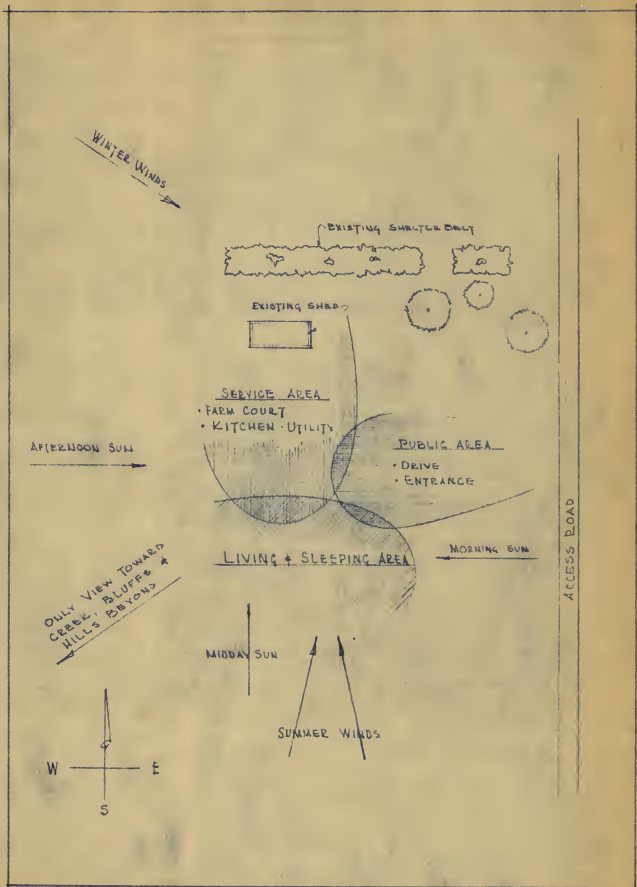 WINTER WINDS
EXISTING SHELTER BELT
EXISTING SHED
SERVICE AREA
• FARM COURT
• KITCHEN · UTILITY
AFTERNOON SUN
PUBLIC AREA
• DRIVE
• ENTRANCE
LIVING & SLEEPING AREA
MORNING SUN
ACCESS ROAD
ONLY VIEW TOWARD
CREEK, BLUFFS &
HILLS BEYOND
MIDDAY SUN
SUMMER WINDS
W E
S